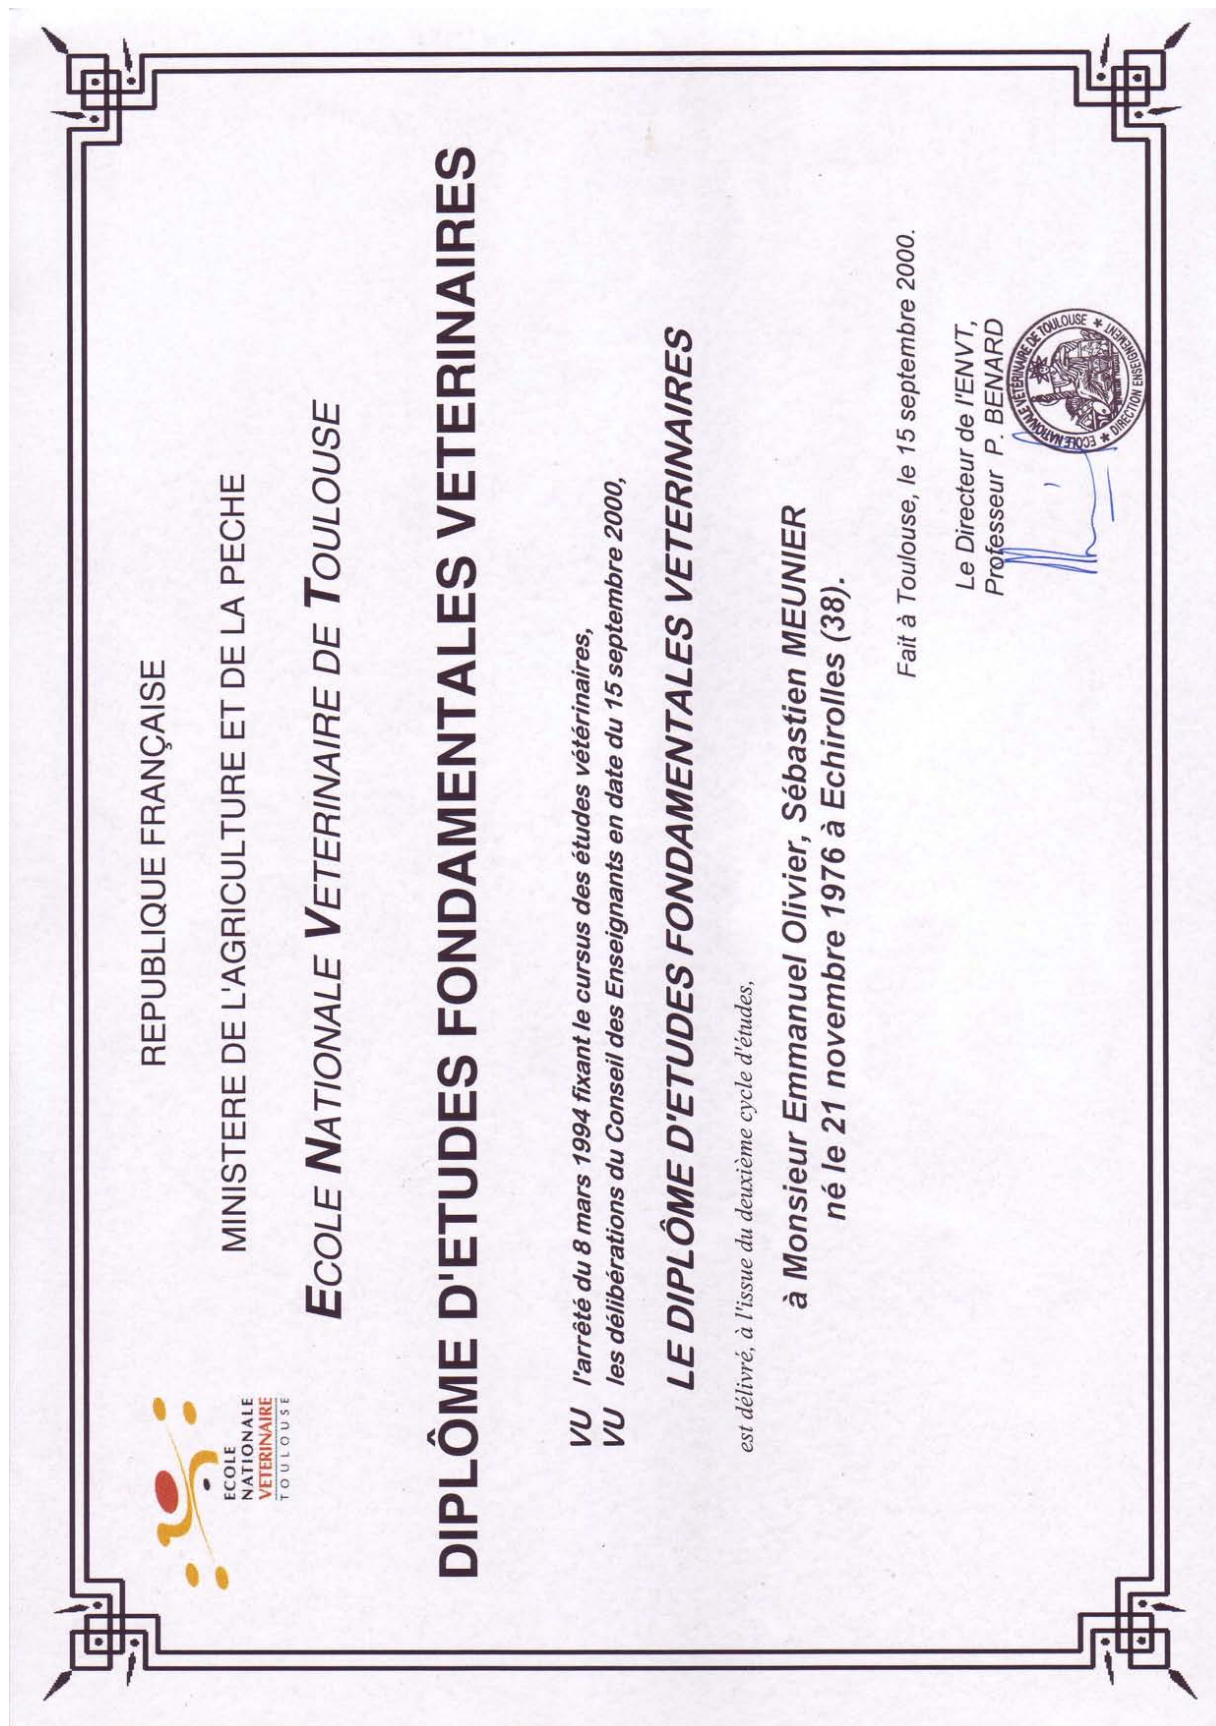 ECOLE
NATIONALE
VETERINAIRE
TOULOUSE
REPUBLIQUE FRANÇAISE
MINISTERE DE L'AGRICULTURE ET DE LA PECHE
ECOLE NATIONALE VETERINAIRE DE TOULOUSE
DIPLÔME D'ETUDES FONDAMENTALES VETERINAIRES
VU l'arrêté du 8 mars 1994 fixant le cursus des études vétérinaires,
VU les délibérations du Conseil des Enseignants en date du 15 septembre 2000,
LE DIPLÔME D'ETUDES FONDAMENTALES VETERINAIRES
est délivré, à l'issue du deuxième cycle d'études,
à Monsieur Emmanuel Olivier, Sébastien MEUNIER
né le 21 novembre 1976 à Echirolles (38).
Fait à Toulouse, le 15 septembre 2000.
Le Directeur de l'ENVT,
Professeur P. BENARD
ECOLE NATIONALE VETERINAIRE DE TOULOUSE
* DIRECTION ENSEIGNEMENT *